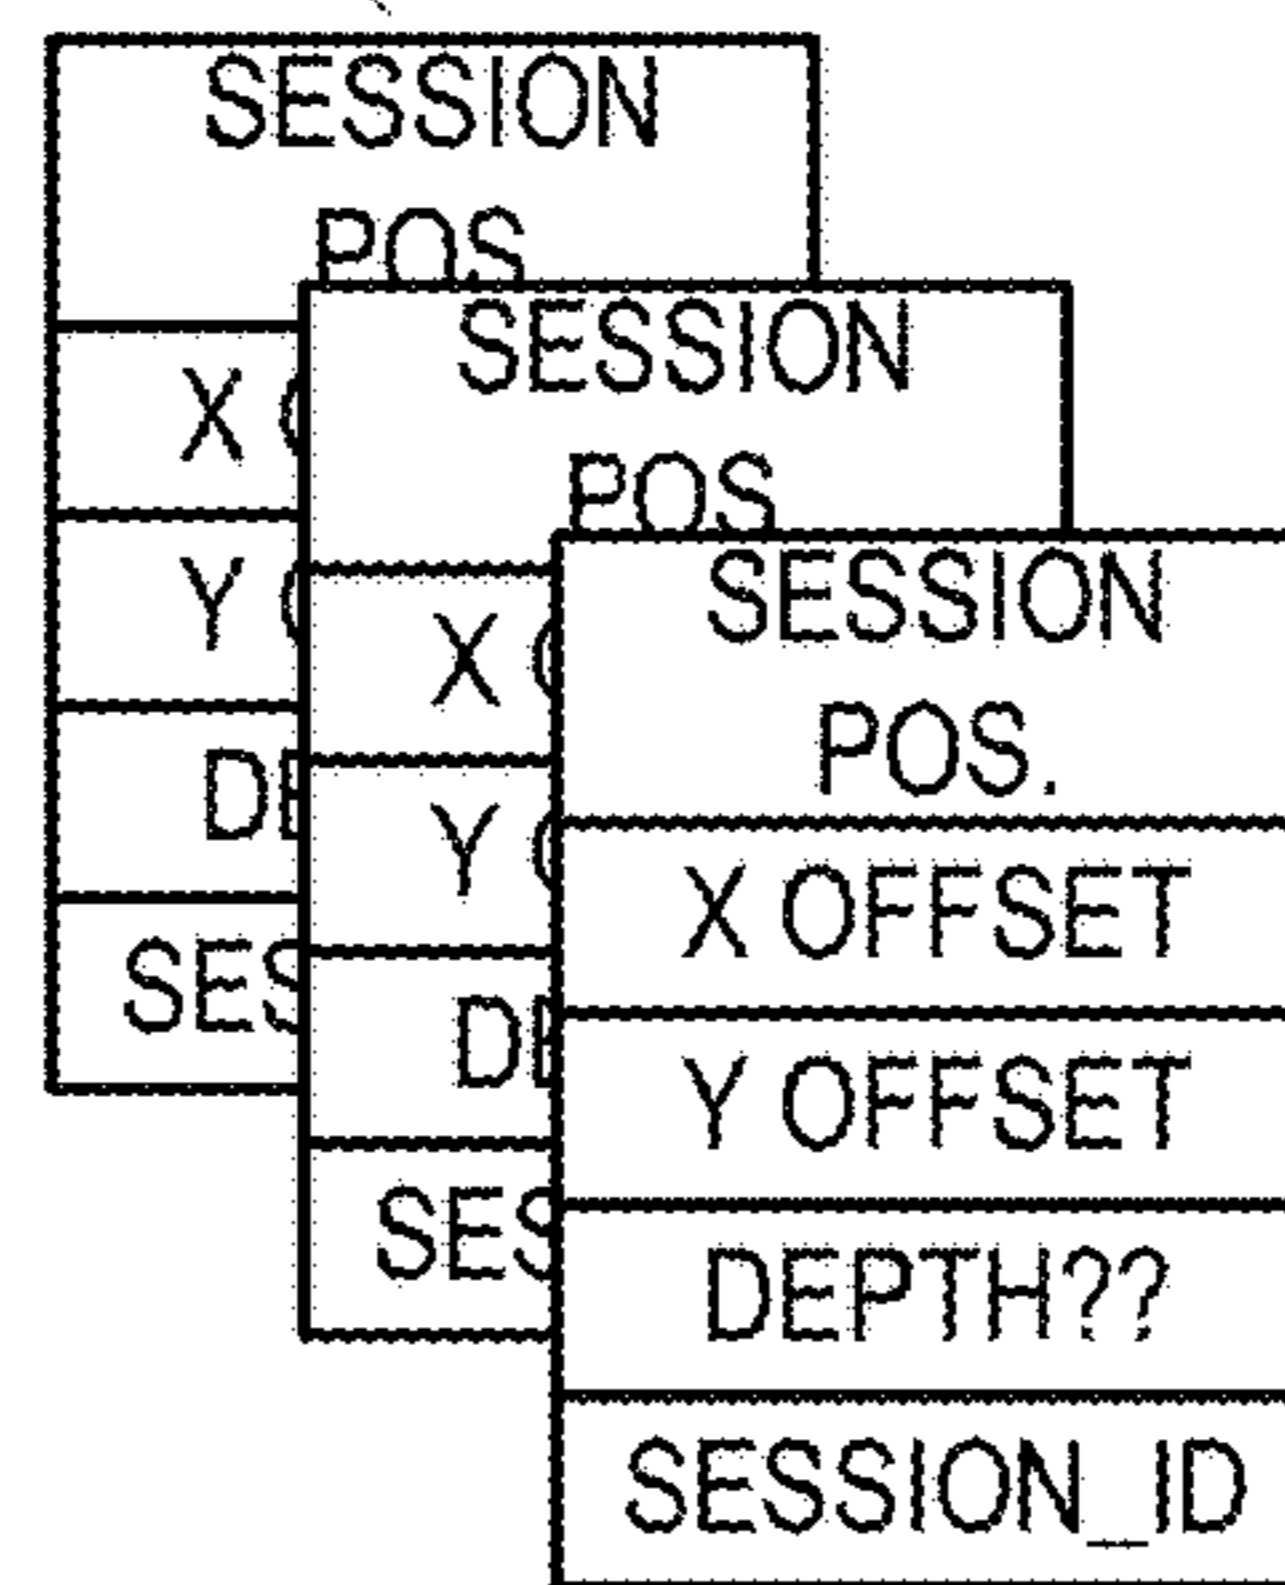 SESSION
POS
X
Y
SESSION
POS
X
Y
SESSION
POS.
X OFFSET
Y OFFSET
DEPTH??
SESSION_ID